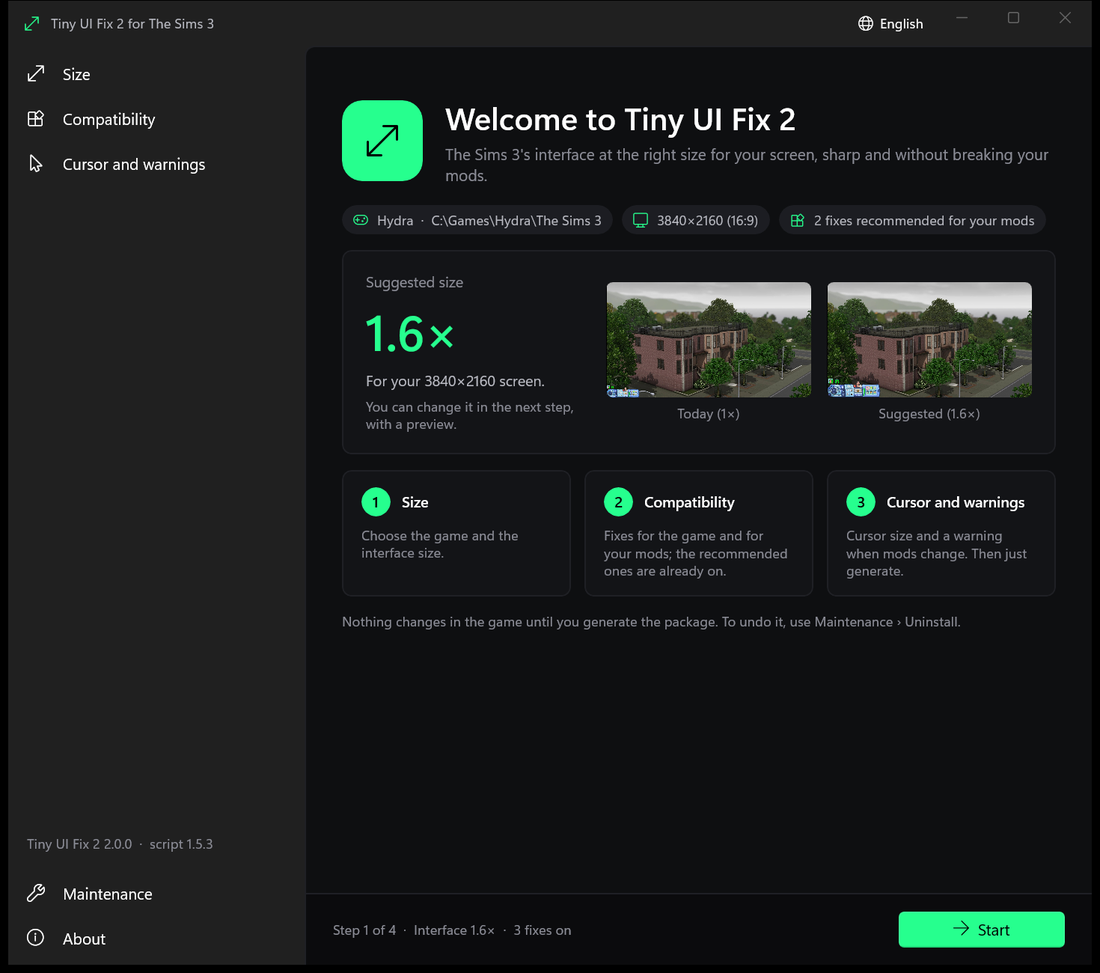 Tiny UI Fix 2 for The Sims 3
English
Size
Compatibility
Cursor and warnings
Welcome to Tiny UI Fix 2
The Sims 3's interface at the right size for your screen, sharp and without breaking your
mods.
Hydra · C:\Games\Hydra\The Sims 3
3840×2160 (16:9)
2 fixes recommended for your mods
Suggested size
1.6×
For your 3840×2160 screen.
You can change it in the next step,
with a preview.
Today (1×)
Suggested (1.6×)
1 Size
Choose the game and the
interface size.
2 Compatibility
Fixes for the game and for
your mods; the recommended
ones are already on.
3 Cursor and warnings
Cursor size and a warning
when mods change. Then just
generate.
Nothing changes in the game until you generate the package. To undo it, use Maintenance › Uninstall.
Tiny UI Fix 2 2.0.0 · script 1.5.3
Maintenance
About
Step 1 of 4 · Interface 1.6× · 3 fixes on
Start